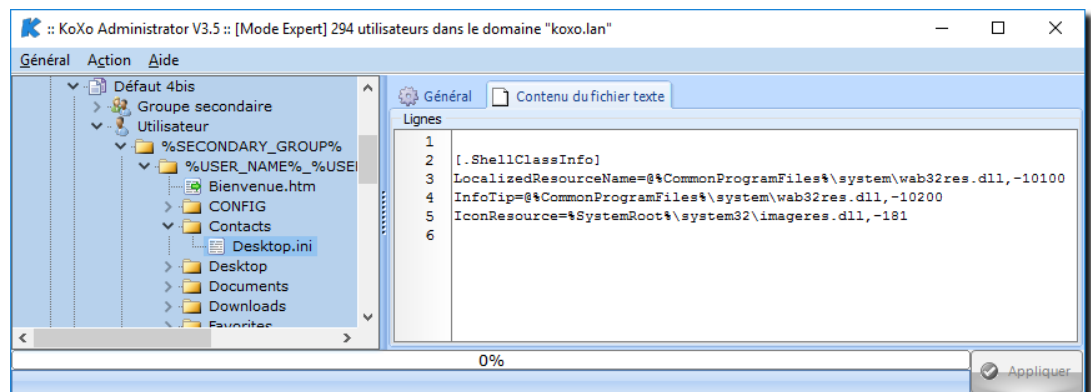 :: KoXo Administrator V3.5 :: [Mode Expert] 294 utilisateurs dans le domaine "koxo.lan"
Général Action Aide
Défaut 4bis
Groupe secondaire
Utilisateur
%SECONDARY_GROUP%
%USER_NAME%_%USE
Bienvenue.htm
CONFIG
Contacts
Desktop.ini
Desktop
Documents
Downloads
Favorites
Général Contenu du fichier texte
Lignes
1
2 [.ShellClassInfo]
3 LocalizedResourceName=@%CommonProgramFiles%\system\wab32res.dll,-10100
4 InfoTip=@%CommonProgramFiles%\system\wab32res.dll,-10200
5 IconResource=%SystemRoot%\system32\imageres.dll,-181
6
0%
Appliquer